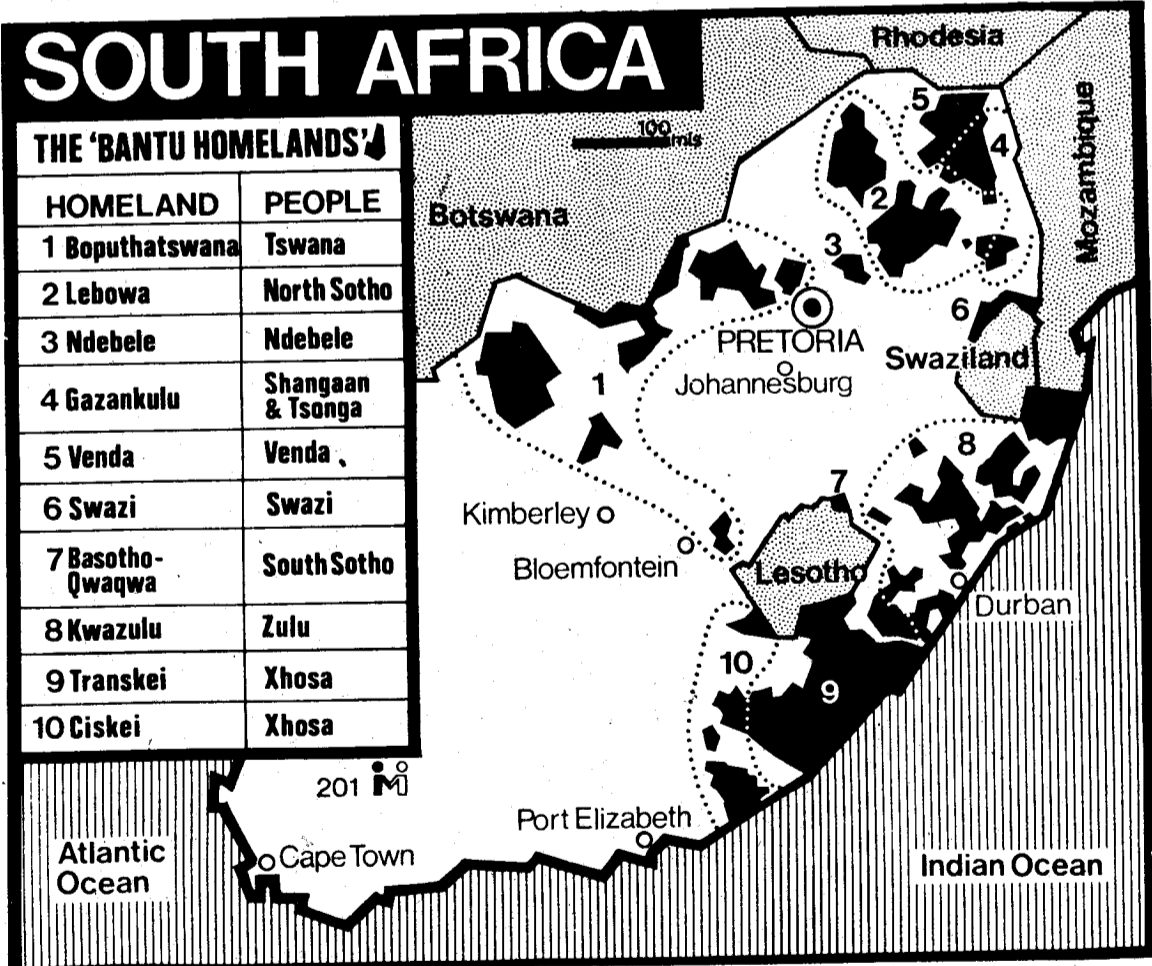 SOUTH AFRICA
THE 'BANTU HOMELANDS'
HOMELAND PEOPLE
1 Boputhatswana Tswana
2 Lebowa North Sotho
3 Ndebele Ndebele
4 Gazankulu Shangaan
& Tsonga
5 Venda Venda
6 Swazi Swazi
7 Basotho-
Qwaqwa South Sotho
8 Kwazulu Zulu
9 Transkei Xhosa
10 Ciskei Xhosa
Rhodesia
100
mls
Mozambique
Botswana
5
4
2
3
6
PRETORIA
Swaziland
Johannesburg
1
8
7
Kimberley
Bloemfontein
Lesotho
Durban
10
9
201 iM
Port Elizabeth
Cape Town
Atlantic
Ocean
Indian Ocean